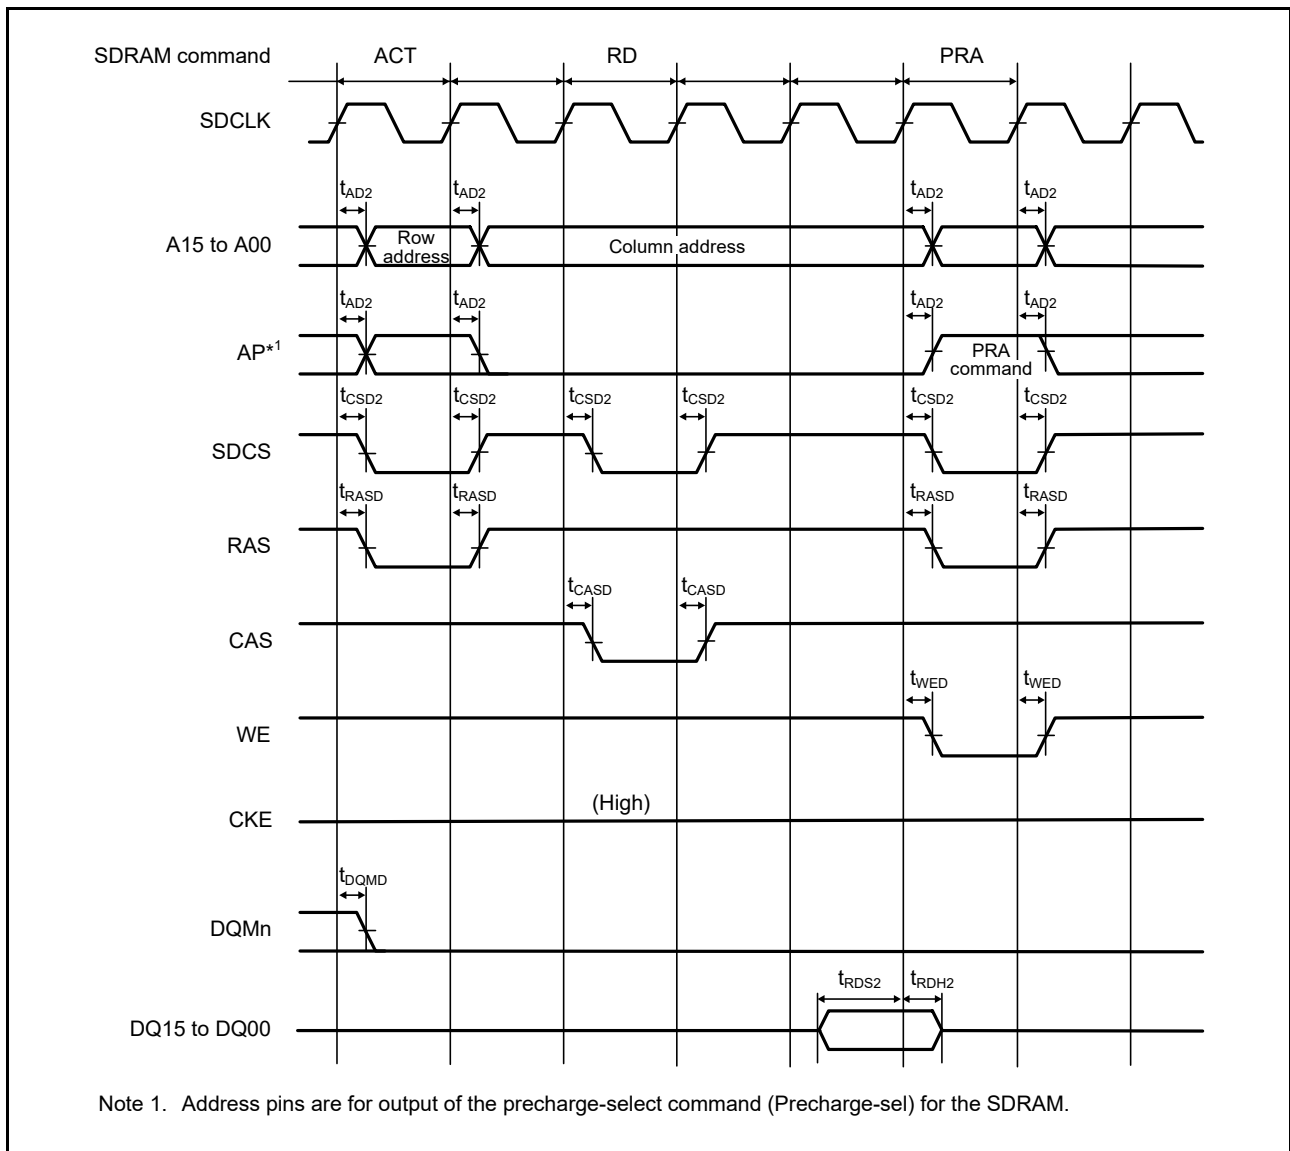 SDRAM command ACT RD PRA
SDCLK
tAD2 tAD2 tAD2 tAD2
A15 to A00 Row address Column address
tAD2 tAD2 tAD2 tAD2
AP*1 PRA command
tCSD2 tCSD2 tCSD2 tCSD2 tCSD2 tCSD2
SDCS
tRASD tRASD tRASD tRASD
RAS
tCASD tCASD
CAS
tWED tWED
WE
(High)
CKE
tDQMD
DQMn
tRDS2 tRDH2
DQ15 to DQ00
Note 1. Address pins are for output of the precharge-select command (Precharge-sel) for the SDRAM.